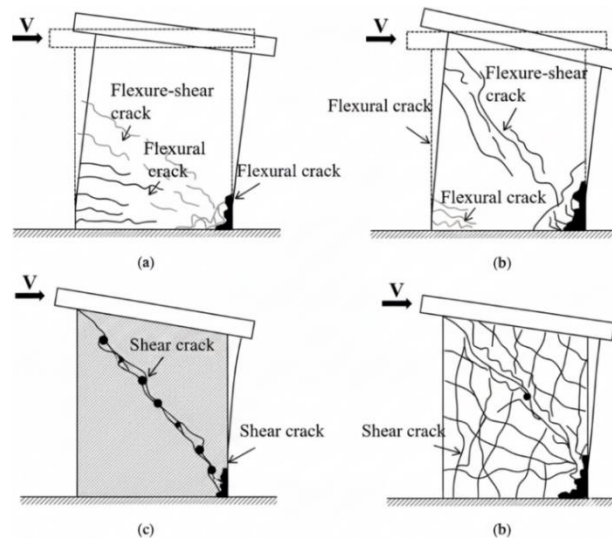 V
Flexure-shear
crack
Flexural
crack
Flexural crack
(a)
V
Flexural crack
Flexure-shear
crack
Flexural crack
(b)
V
Shear crack
Shear crack
(c)
V
Shear crack
(b)